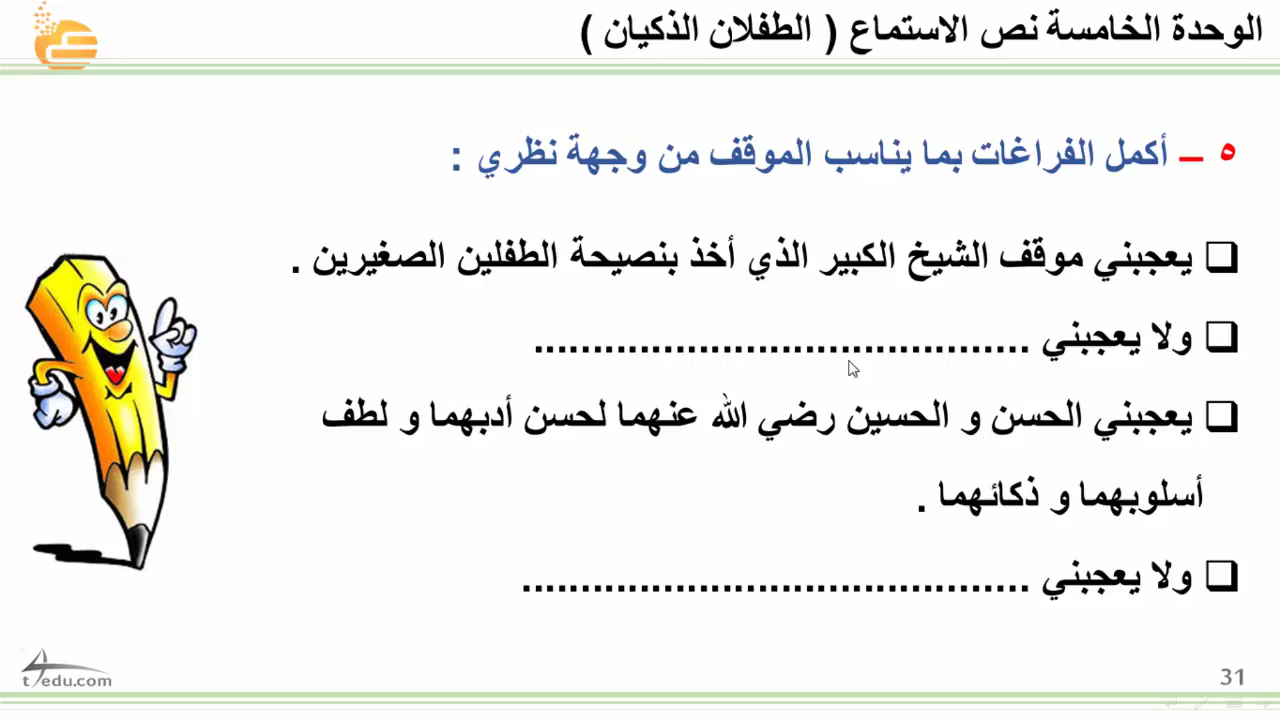 الوحدة الخامسة نص الاستماع ( الطفلان الذكيان )
٥ – أكمل الفراغات بما يناسب الموقف من وجهة نظري :
❑ يعجبني موقف الشيخ الكبير الذي أخذ بنصيحة الطفلين الصغيرين .
❑ ولا يعجبني ..........................................
❑ يعجبني الحسن و الحسين رضي الله عنهما لحسن أدبهما و لطف
أسلوبهما و ذكائهما .
❑ ولا يعجبني ...........................................
t4edu.com
31